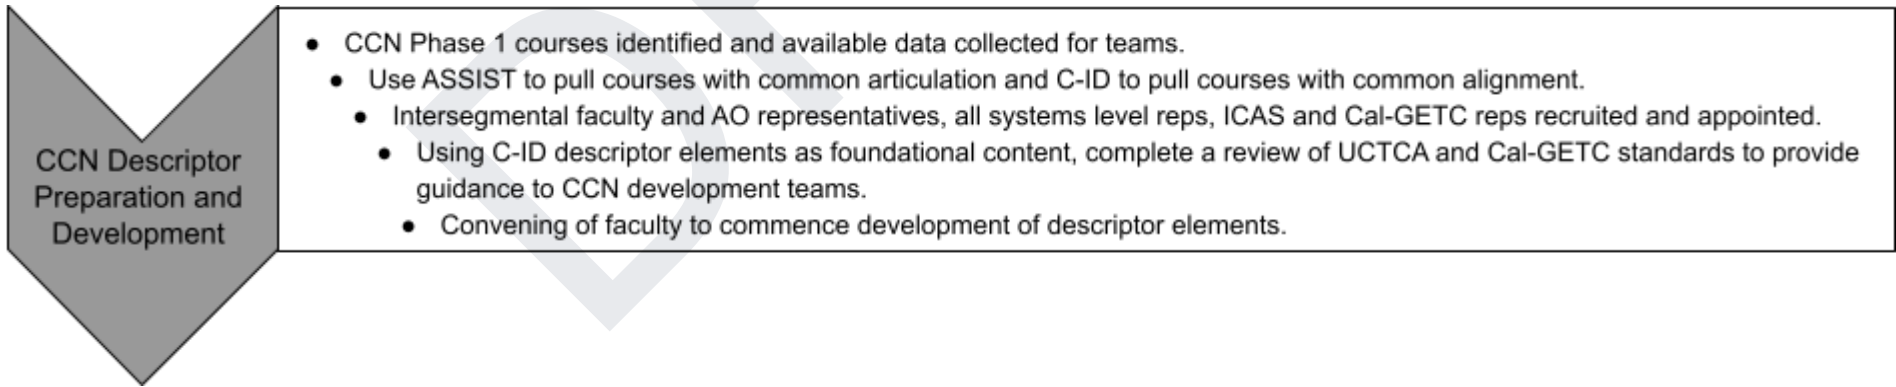 CCN Descriptor
Preparation and
Development
● CCN Phase 1 courses identified and available data collected for teams.
● Use ASSIST to pull courses with common articulation and C-ID to pull courses with common alignment.
● Intersegmental faculty and AO representatives, all systems level reps, ICAS and Cal-GETC reps recruited and appointed.
● Using C-ID descriptor elements as foundational content, complete a review of UCTCA and Cal-GETC standards to provide
guidance to CCN development teams.
● Convening of faculty to commence development of descriptor elements.